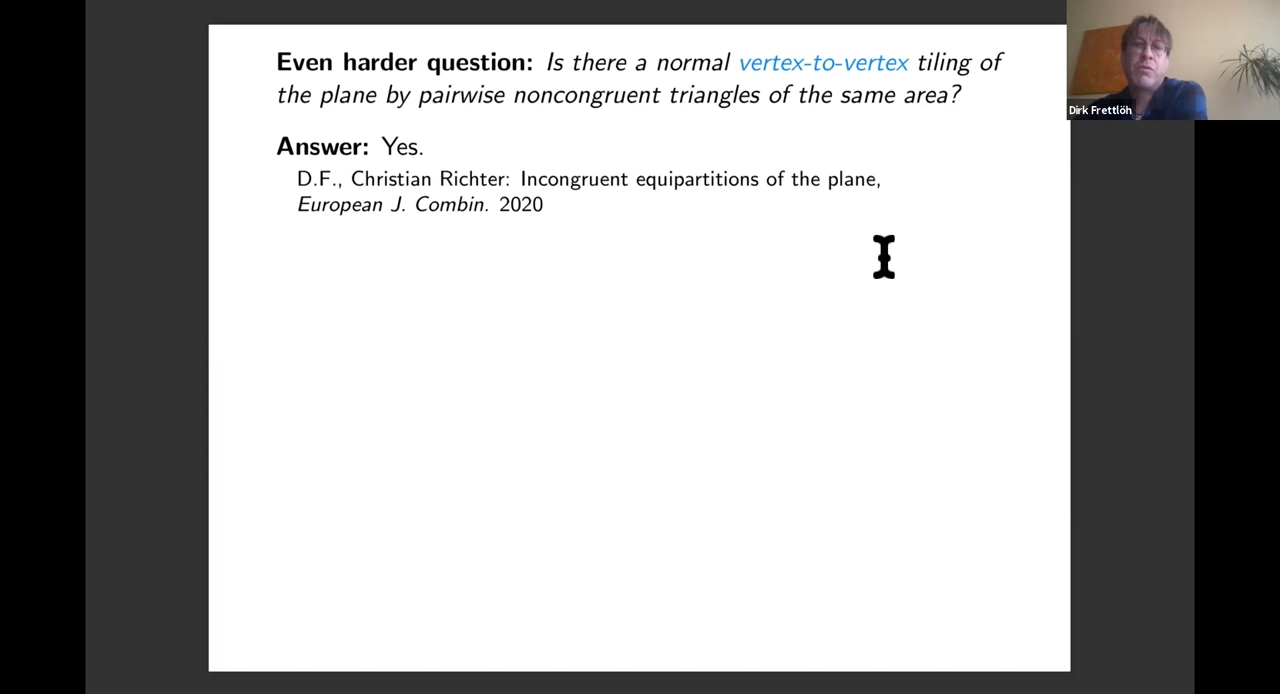 Even harder question: Is there a normal vertex-to-vertex tiling of
the plane by pairwise noncongruent triangles of the same area?
Answer: Yes.
D.F., Christian Richter: Incongruent equipartitions of the plane,
European J. Combin. 2020
Dirk Frettlöh